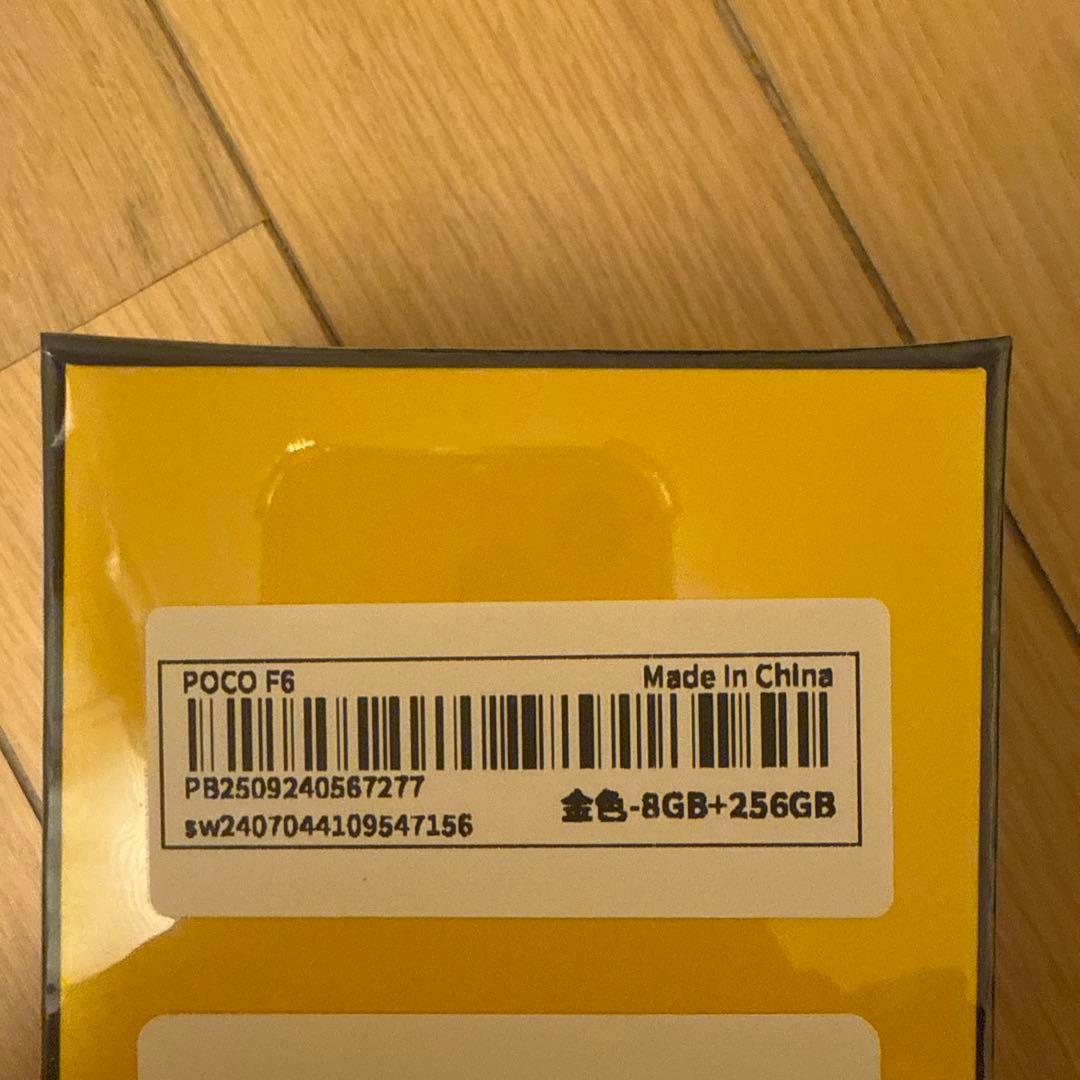 POCO F6
Made In China
PB2509240567277
sw2407044109547156
金色-8GB+256GB